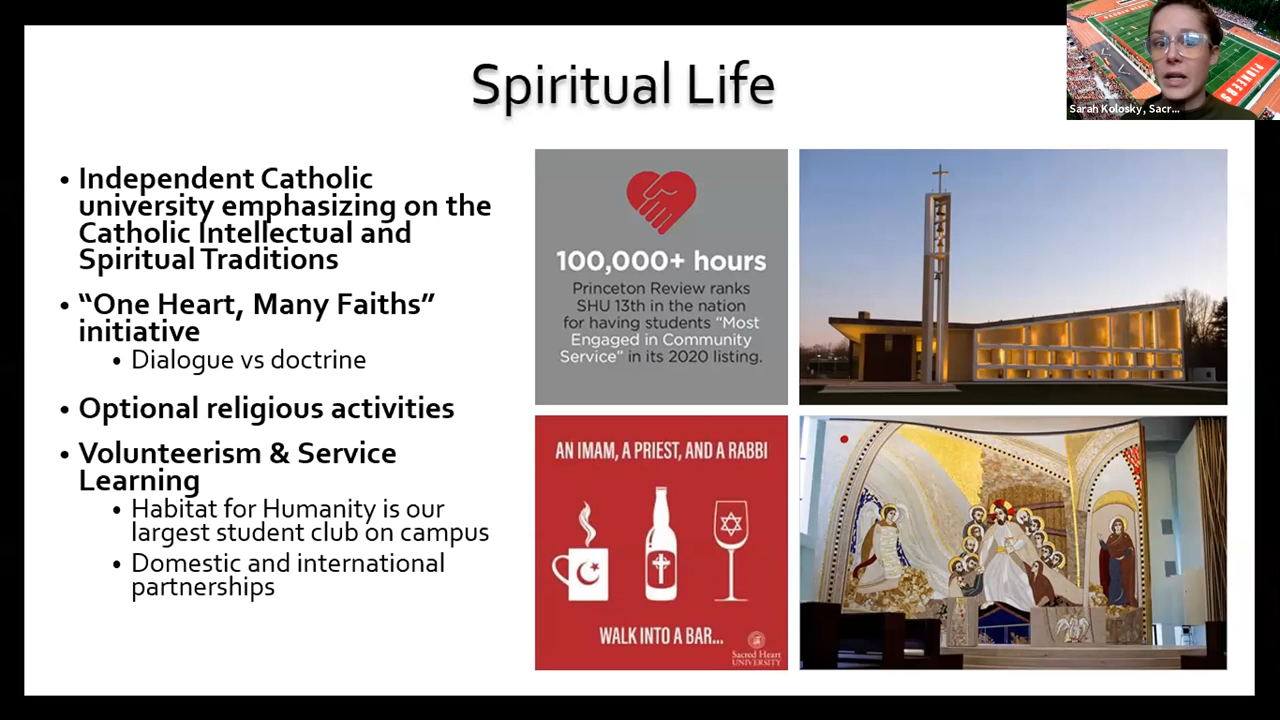 Spiritual Life
Sarah Kolosky, Sacr...
PIONEERS
• Independent Catholic
university emphasizing on the
Catholic Intellectual and
Spiritual Traditions
• “One Heart, Many Faiths”
initiative
• Dialogue vs doctrine
• Optional religious activities
• Volunteerism & Service
Learning
• Habitat for Humanity is our
largest student club on campus
• Domestic and international
partnerships
100,000+ hours
Princeton Review ranks
SHU 13th in the nation
for having students “Most
Engaged in Community
Service” in its 2020 listing.
AN IMAM, A PRIEST, AND A RABBI
WALK INTO A BAR...
Sacred Heart
UNIVERSITY